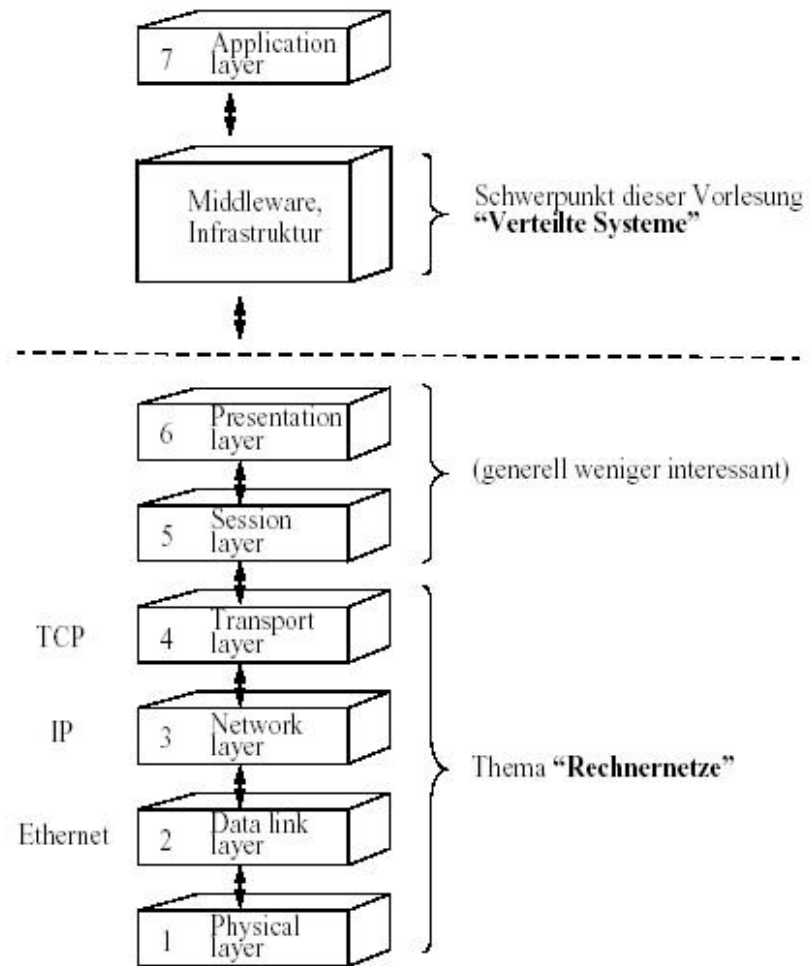 7 Application
layer
Middleware,
Infrastruktur
Schwerpunkt dieser Vorlesung
“Verteilte Systeme”
6 Presentation
layer
(generell weniger interessant)
5 Session
layer
TCP
4 Transport
layer
IP
3 Network
layer
Thema “Rechnernetze”
Ethernet
2 Data link
layer
1 Physical
layer